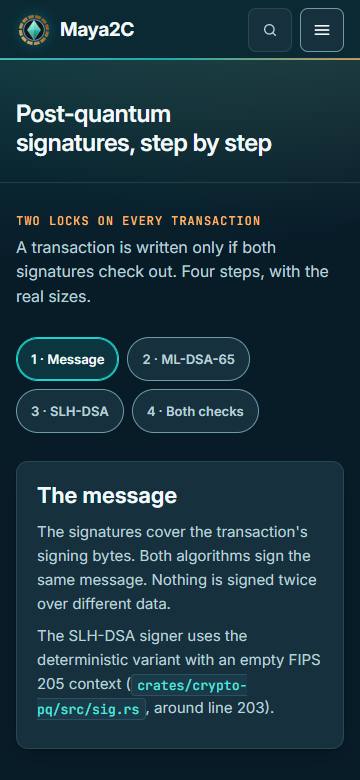 Maya2C
Post-quantum
signatures, step by step
TWO LOCKS ON EVERY TRANSACTION
A transaction is written only if both
signatures check out. Four steps, with the
real sizes.
1 · Message
2 · ML-DSA-65
3 · SLH-DSA
4 · Both checks
The message
The signatures cover the transaction's
signing bytes. Both algorithms sign the
same message. Nothing is signed twice
over different data.
The SLH-DSA signer uses the
deterministic variant with an empty FIPS
205 context (crates/crypto-
pq/src/sig.rs, around line 203).